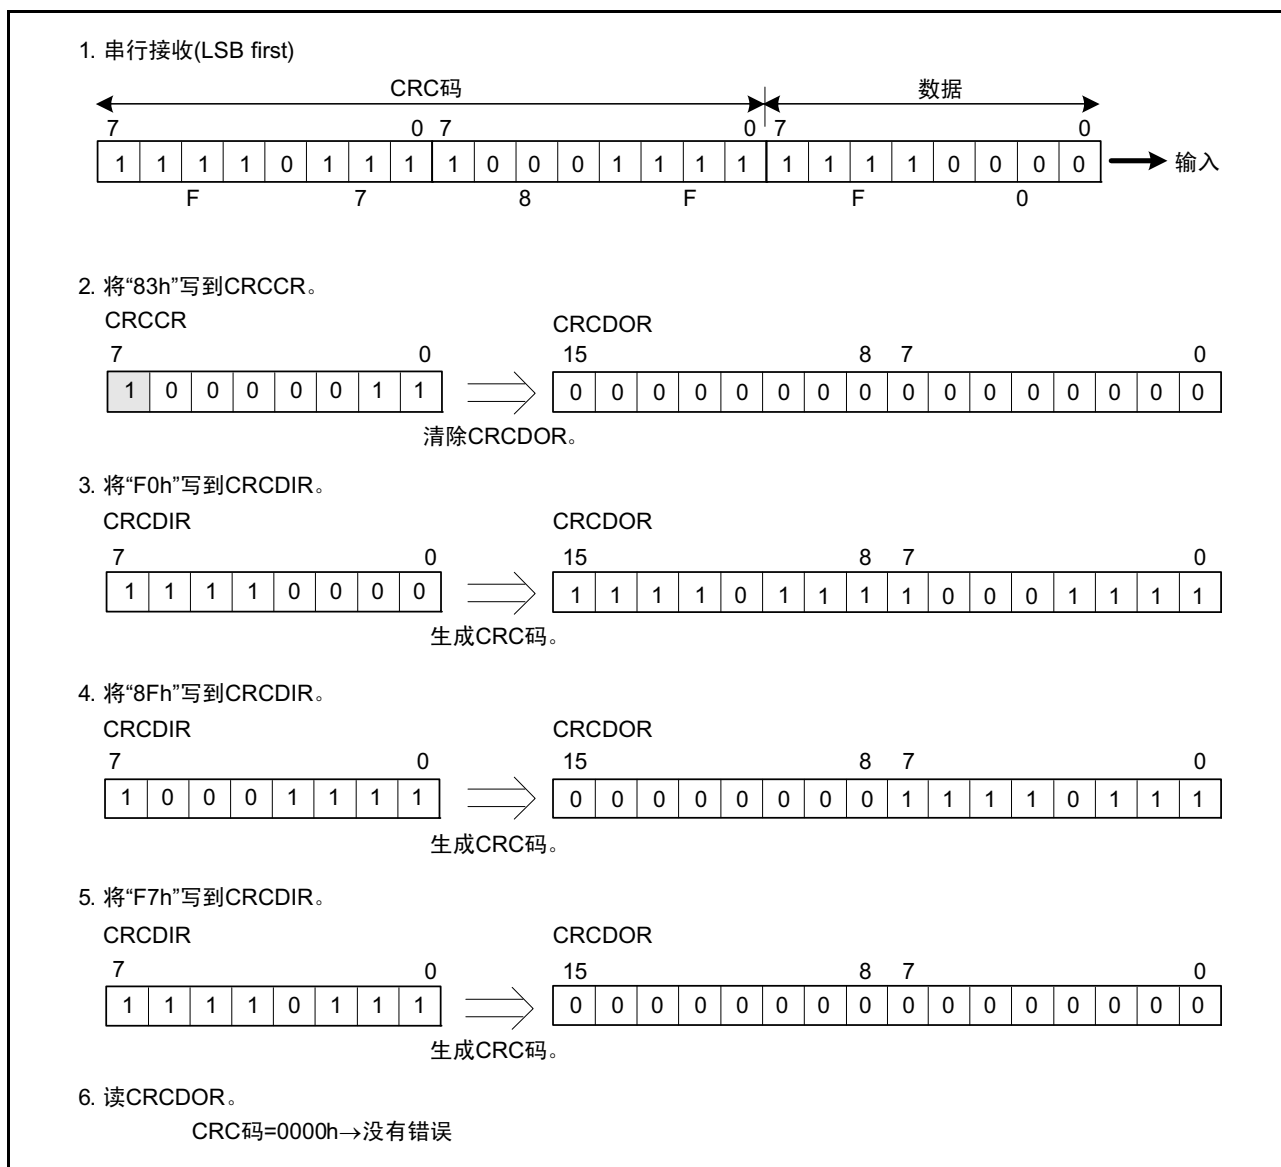 1. 串行接收(LSB first)
CRC码 数据
7 0 7 0 7 0
1 1 1 1 0 1 1 1 1 0 0 0 1 1 1 1 1 1 1 1 0 0 0 0 输入
F 7 8 F F 0
2. 将“83h”写到CRCCR。
CRCCR CRCDOR
7 0 15 8 7 0
1 0 0 0 0 0 1 1 0 0 0 0 0 0 0 0 0 0 0 0 0 0 0 0
清除CRCDOR。
3. 将“F0h”写到CRCDIR。
CRCDIR CRCDOR
7 0 15 8 7 0
1 1 1 1 0 0 0 0 1 1 1 1 0 1 1 1 1 0 0 0 1 1 1 1
生成CRC码。
4. 将“8Fh”写到CRCDIR。
CRCDIR CRCDOR
7 0 15 8 7 0
1 0 0 0 1 1 1 1 0 0 0 0 0 0 0 0 1 1 1 1 0 1 1 1
生成CRC码。
5. 将“F7h”写到CRCDIR。
CRCDIR CRCDOR
7 0 15 8 7 0
1 1 1 1 0 1 1 1 0 0 0 0 0 0 0 0 0 0 0 0 0 0 0 0
生成CRC码。
6. 读CRCDOR。
CRC码=0000h→没有错误